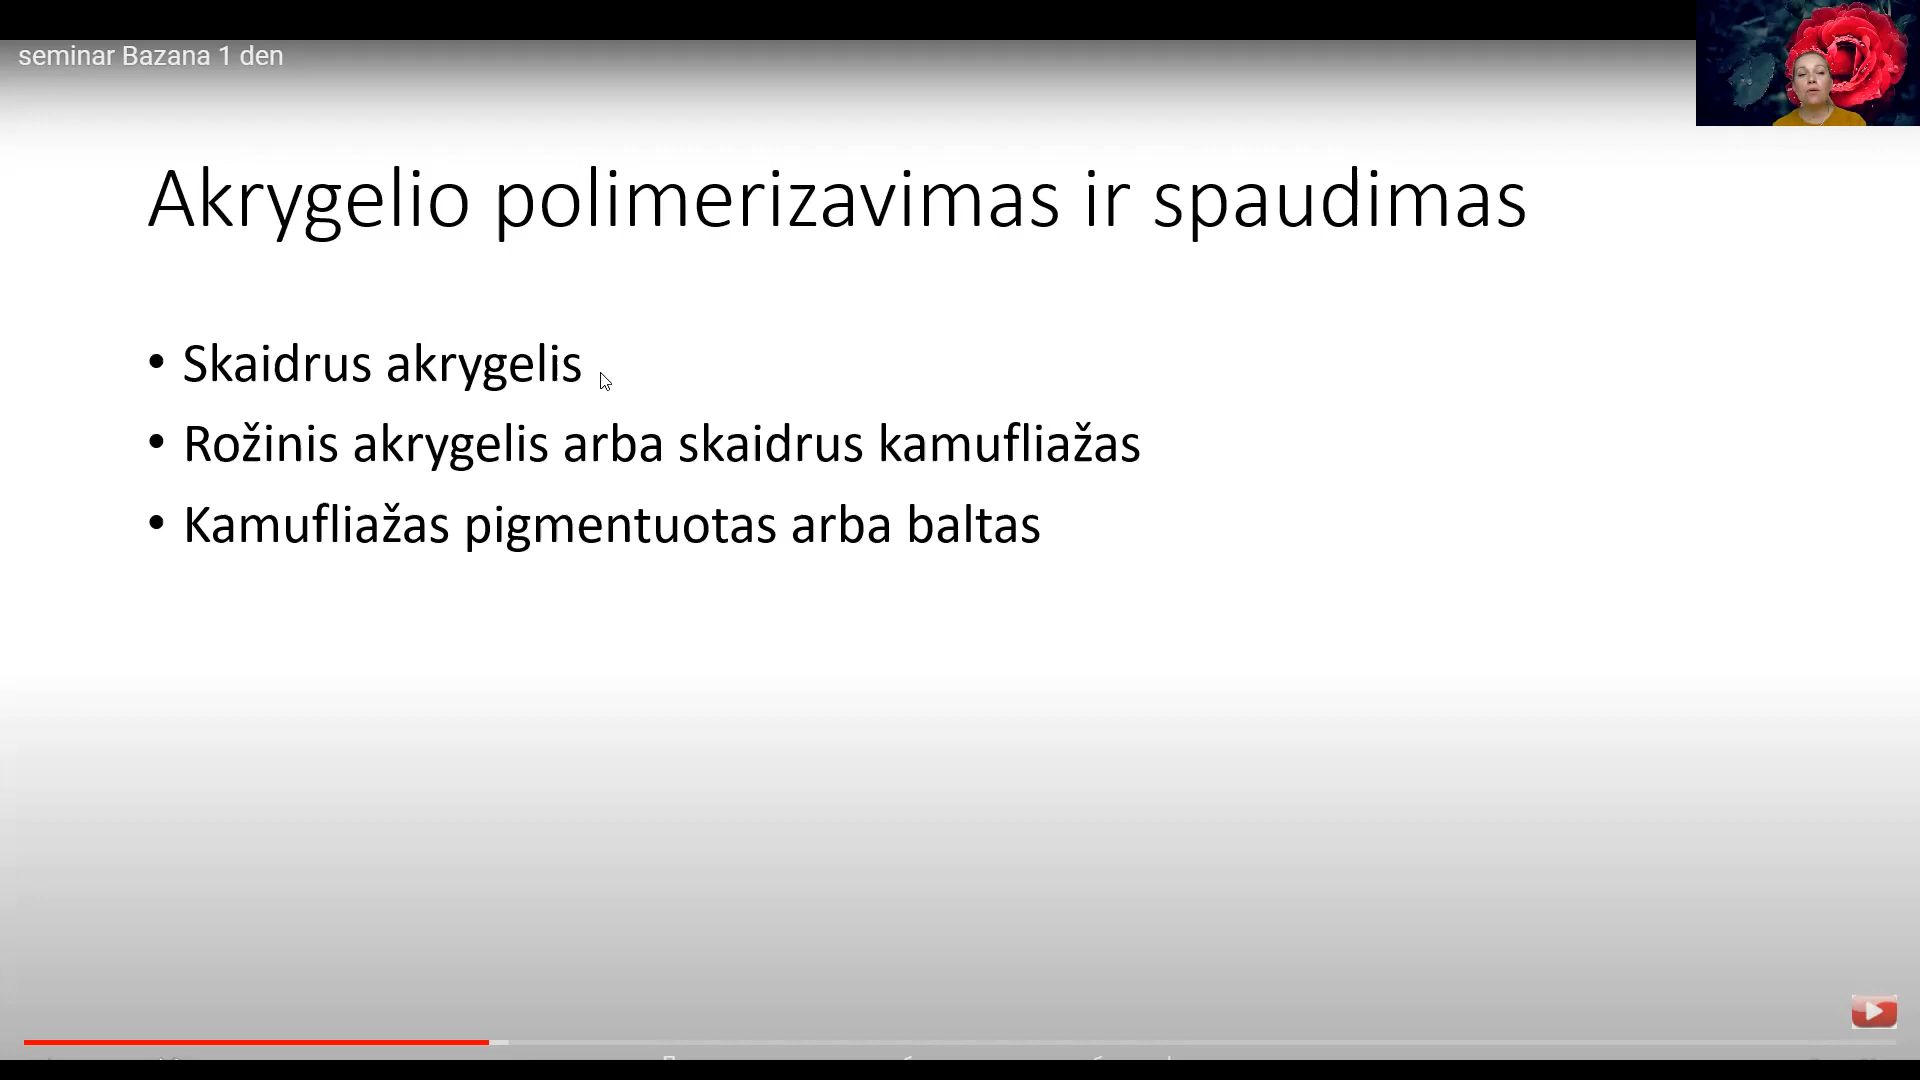 seminar Bazana 1 den
Akrygelio polimerizavimas ir spaudimas
• Skaidrus akrygelis
• Rožinis akrygelis arba skaidrus kamufliažas
• Kamufliažas pigmentuotas arba baltas